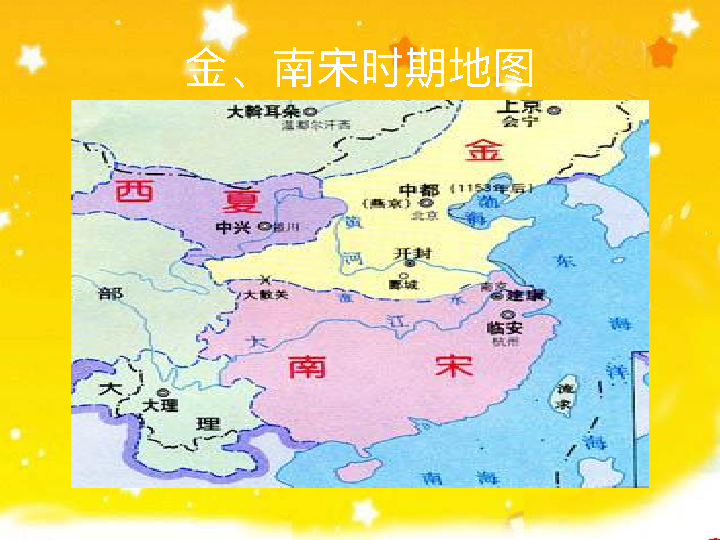 金、南宋时期地图
大斡耳朵
温都尔汗西
上京
会宁
金
西夏
中都 (1153年后)
(燕京)
北京
渤海
中兴
银川
黄河
开封
郾城
大散关
淮水
南京
建康
临安
杭州
东海
部
大江
南宋
大理
大理
流求
海洋
海
南海